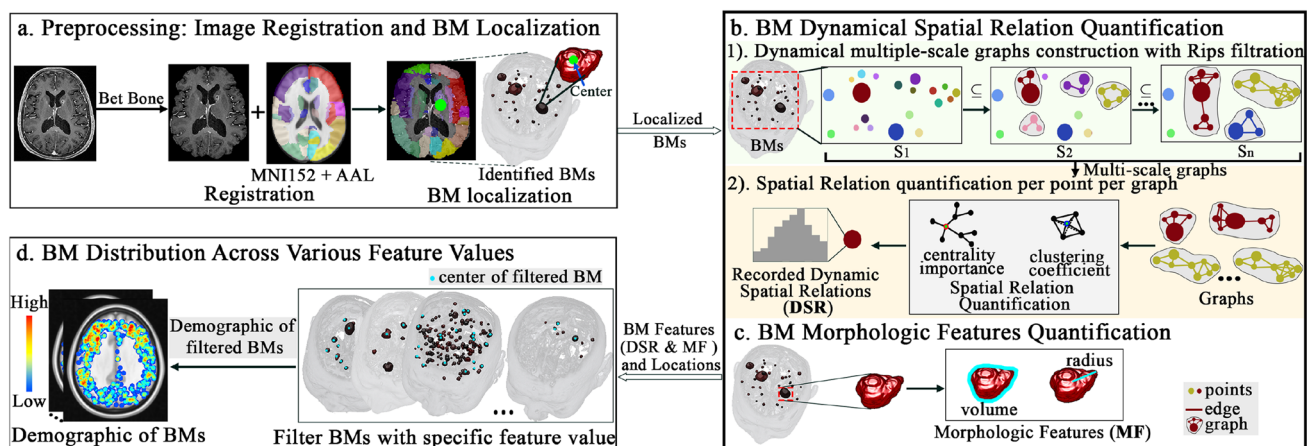 a. Preprocessing: Image Registration and BM Localization
Bet Bone
+
Center
MNI152 + AAL
Registration
Identified BMs
BM localization
Localized
BMs
b. BM Dynamical Spatial Relation Quantification
1). Dynamical multiple-scale graphs construction with Rips filtration
⊆
⊆
•••
BMs
S1
S2
Sn
Multi-scale graphs
2). Spatial Relation quantification per point per graph
Recorded Dynamic
Spatial Relations
(DSR)
centrality
importance
clustering
coefficient
Spatial Relation
Quantification
•••
Graphs
c. BM Morphologic Features Quantification
volume
radius
Morphologic Features (MF)
points
edge
graph
BM Features
(DSR & MF )
and Locations
d. BM Distribution Across Various Feature Values
center of filtered BM
High
Low
•••
Demographic of
filtered BMs
•••
Demographic of BMs
Filter BMs with specific feature value